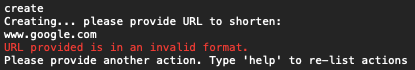 create
Creating... please provide URL to shorten:
www.google.com
URL provided is in an invalid format.
Please provide another action. Type 'help' to re-list actions